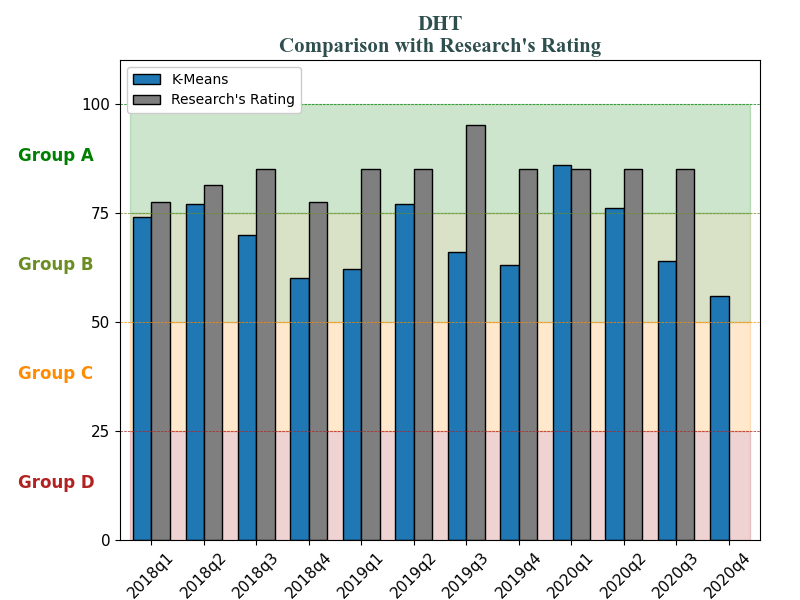 DHT
Comparison with Research's Rating
K-Means
Research's Rating
100
Group A
75
Group B
50
Group C
25
Group D
0
2018q1
2018q2
2018q3
2018q4
2019q1
2019q2
2019q3
2019q4
2020q1
2020q2
2020q3
2020q4